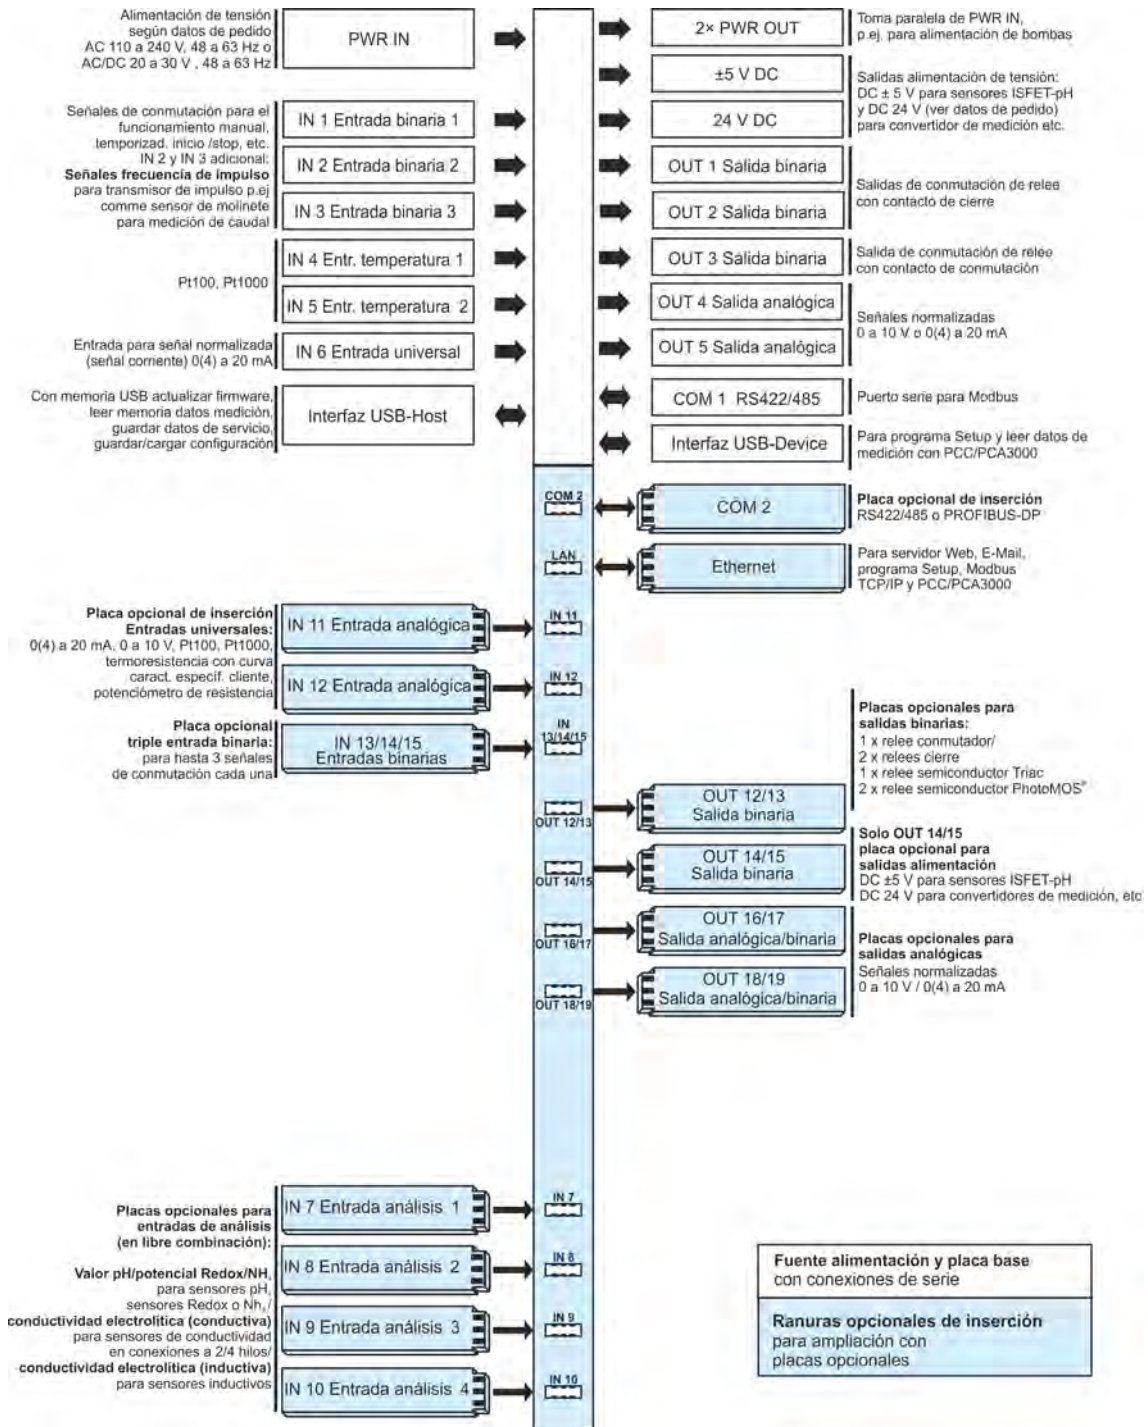 Alimentación de tensión
según datos de pedido
AC 110 a 240 V, 48 a 63 Hz o
AC/DC 20 a 30 V , 48 a 63 Hz
PWR IN
2× PWR OUT
Toma paralela de PWR IN,
p.ej. para alimentación de bombas
±5 V DC
24 V DC
Salidas alimentación de tensión:
DC ± 5 V para sensores ISFET-pH
y DC 24 V (ver datos de pedido)
para convertidor de medición etc.
Señales de conmutación para el
funcionamiento manual,
temporizad. inicio /stop, etc.
IN 2 y IN 3 adicional:
Señales frecuencia de impulso
para transmisor de impulso p.ej
comme sensor de molinete
para medición de caudal
IN 1 Entrada binaria 1
IN 2 Entrada binaria 2
IN 3 Entrada binaria 3
OUT 1 Salida binaria
OUT 2 Salida binaria
Salidas de conmutación de relee
con contacto de cierre
Pt100, Pt1000
IN 4 Entr. temperatura 1
IN 5 Entr. temperatura 2
OUT 3 Salida binaria
Salida de conmutación de relee
con contacto de conmutación
OUT 4 Salida analógica
OUT 5 Salida analógica
Señales normalizadas
0 a 10 V o 0(4) a 20 mA
Entrada para señal normalizada
(señal corriente) 0(4) a 20 mA
IN 6 Entrada universal
Con memoria USB actualizar firmware,
leer memoria datos medición,
guardar datos de servicio,
guardar/cargar configuración
Interfaz USB-Host
COM 1 RS422/485
Puerto serie para Modbus
Interfaz USB-Device
Para programa Setup y leer datos de
medición con PCC/PCA3000
COM 2
COM 2
Placa opcional de inserción
RS422/485 o PROFIBUS-DP
LAN
Ethernet
Para servidor Web, E-Mail,
programa Setup, Modbus
TCP/IP y PCC/PCA3000
Placa opcional de inserción
Entradas universales:
0(4) a 20 mA, 0 a 10 V, Pt100, Pt1000,
termoresistencia con curva
caract. específ. cliente,
potenciómetro de resistencia
IN 11 Entrada analógica
IN 11
IN 12 Entrada analógica
IN 12
Placa opcional
triple entrada binaria:
para hasta 3 señales
de conmutación cada una
IN 13/14/15
Entradas binarias
IN
13/14/15
Placas opcionales para
salidas binarias:
1 x relee conmutador/
2 x relees cierre
1 x relee semiconductor Triac
2 x relee semiconductor PhotoMOS®
OUT 12/13
OUT 12/13
Salida binaria
OUT 14/15
OUT 14/15
Salida binaria
Solo OUT 14/15
placa opcional para
salidas alimentación
DC ±5 V para sensores ISFET-pH
DC 24 V para convertidores de medición, etc
OUT 16/17
OUT 16/17
Salida analógica/binaria
OUT 18/19
OUT 18/19
Salida analógica/binaria
Placas opcionales para
salidas analógicas
Señales normalizadas
0 a 10 V / 0(4) a 20 mA
Placas opcionales para
entradas de análisis
(en libre combinación):
Valor pH/potencial Redox/NH₃
para sensores pH,
sensores Redox o Nh₃/
conductividad electrolítica (conductiva)
para sensores de conductividad
en conexiones a 2/4 hilos/
conductividad electrolítica (inductiva)
para sensores inductivos
IN 7 Entrada análisis 1
IN 7
IN 8 Entrada análisis 2
IN 8
IN 9 Entrada análisis 3
IN 9
IN 10 Entrada análisis 4
IN 10
Fuente alimentación y placa base
con conexiones de serie
Ranuras opcionales de inserción
para ampliación con
placas opcionales